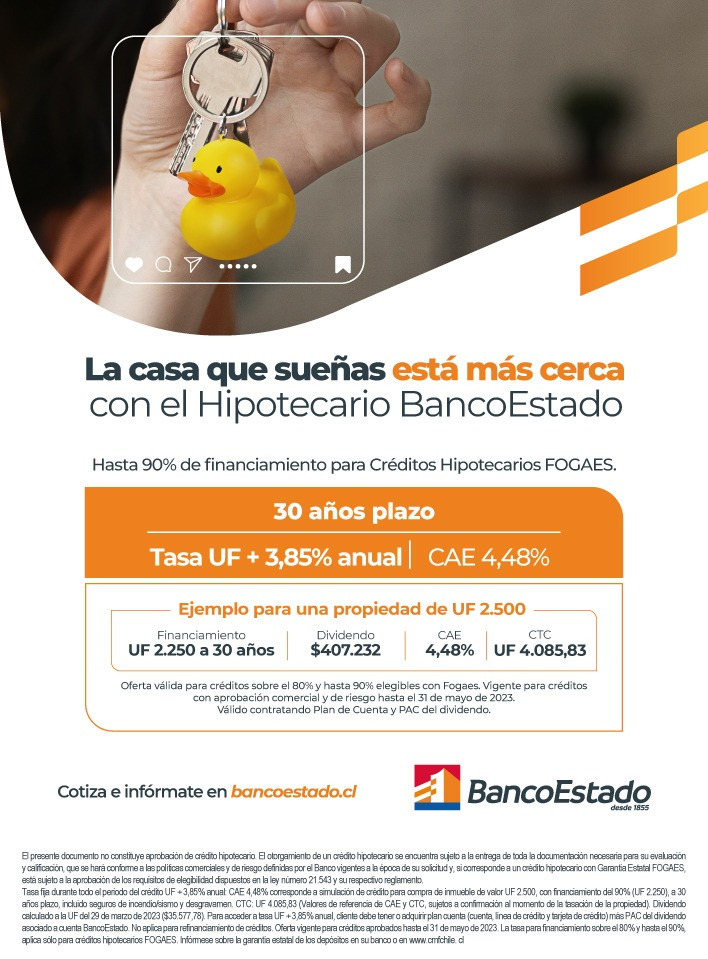 La casa que sueñas está más cerca
con el Hipotecario BancoEstado
Hasta 90% de financiamiento para Créditos Hipotecarios FOGAES.
30 años plazo
Tasa UF + 3,85% anual | CAE 4,48%
Ejemplo para una propiedad de UF 2.500
Financiamiento Dividendo CAE CTC
UF 2.250 a 30 años $407.232 4,48% UF 4.085,83
Oferta válida para créditos sobre el 80% y hasta 90% elegibles con Fogaes. Vigente para créditos
con aprobación comercial y de riesgo hasta el 31 de mayo de 2023.
Válido contratando Plan de Cuenta y PAC del dividendo.
Cotiza e infórmate en bancoestado.cl
BancoEstado
desde 1855
El presente documento no constituye aprobación de crédito hipotecario. El otorgamiento de un crédito hipotecario se encuentra sujeto a la entrega de toda la documentación necesaria para su evaluación
y calificación, que se hará conforme a las políticas comerciales y de riesgo definidas por el Banco vigentes a la época de su solicitud y, si corresponde a un crédito hipotecario con Garantía Estatal FOGAES,
está sujeto a la aprobación de los requisitos de elegibilidad dispuestos en la ley número 21.543 y su respectivo reglamento.
Tasa fija durante todo el periodo del crédito UF +3,85% anual: CAE 4,48% corresponde a simulación de crédito para compra de inmueble de valor UF 2.500, con financiamiento del 90% (UF 2.250), a 30
años plazo, incluido seguros de incendio/sismo y desgravamen. CTC: UF 4.085,83 (Valores de referencia de CAE y CTC, sujetos a confirmación al momento de la tasación de la propiedad). Dividendo
calculado a la UF del 29 de marzo de 2023 ($35.577,78). Para acceder a tasa UF +3,85% anual, cliente debe tener o adquirir plan cuenta (cuenta, línea de crédito y tarjeta de crédito) más PAC del dividendo
asociado a cuenta BancoEstado. No aplica para refinanciación de créditos. Oferta vigente para créditos aprobados hasta el 31 mayo de 2023. La tasa para financiamiento sobre el 80% y hasta el 90%,
aplica sólo para créditos hipotecarios FOGAES. Infórmese sobre la garantía estatal de los depósitos en su banco o en www.cmfchile. cl